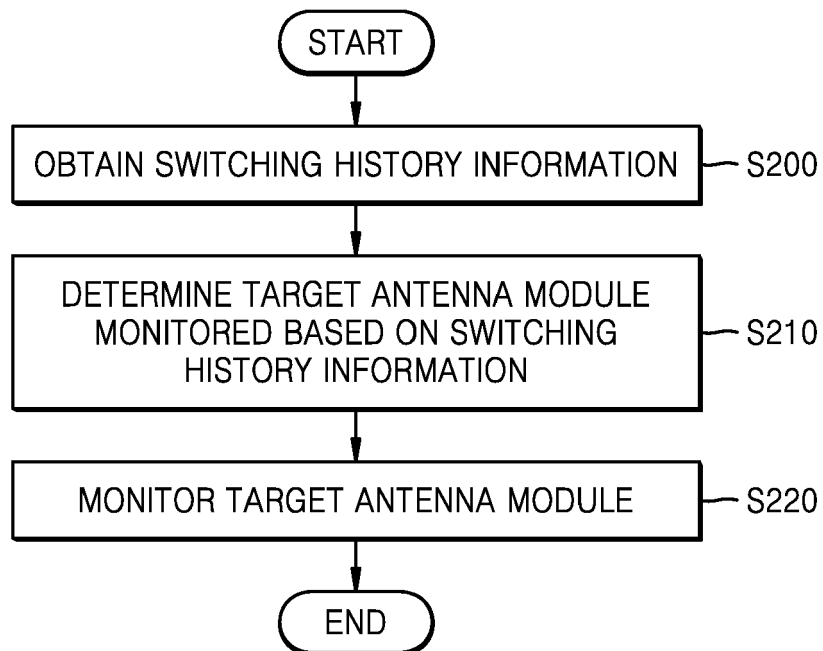 START
OBTAIN SWITCHING HISTORY INFORMATION
S200
DETERMINE TARGET ANTENNA MODULE
MONITORED BASED ON SWITCHING
HISTORY INFORMATION
S210
MONITOR TARGET ANTENNA MODULE
S220
END